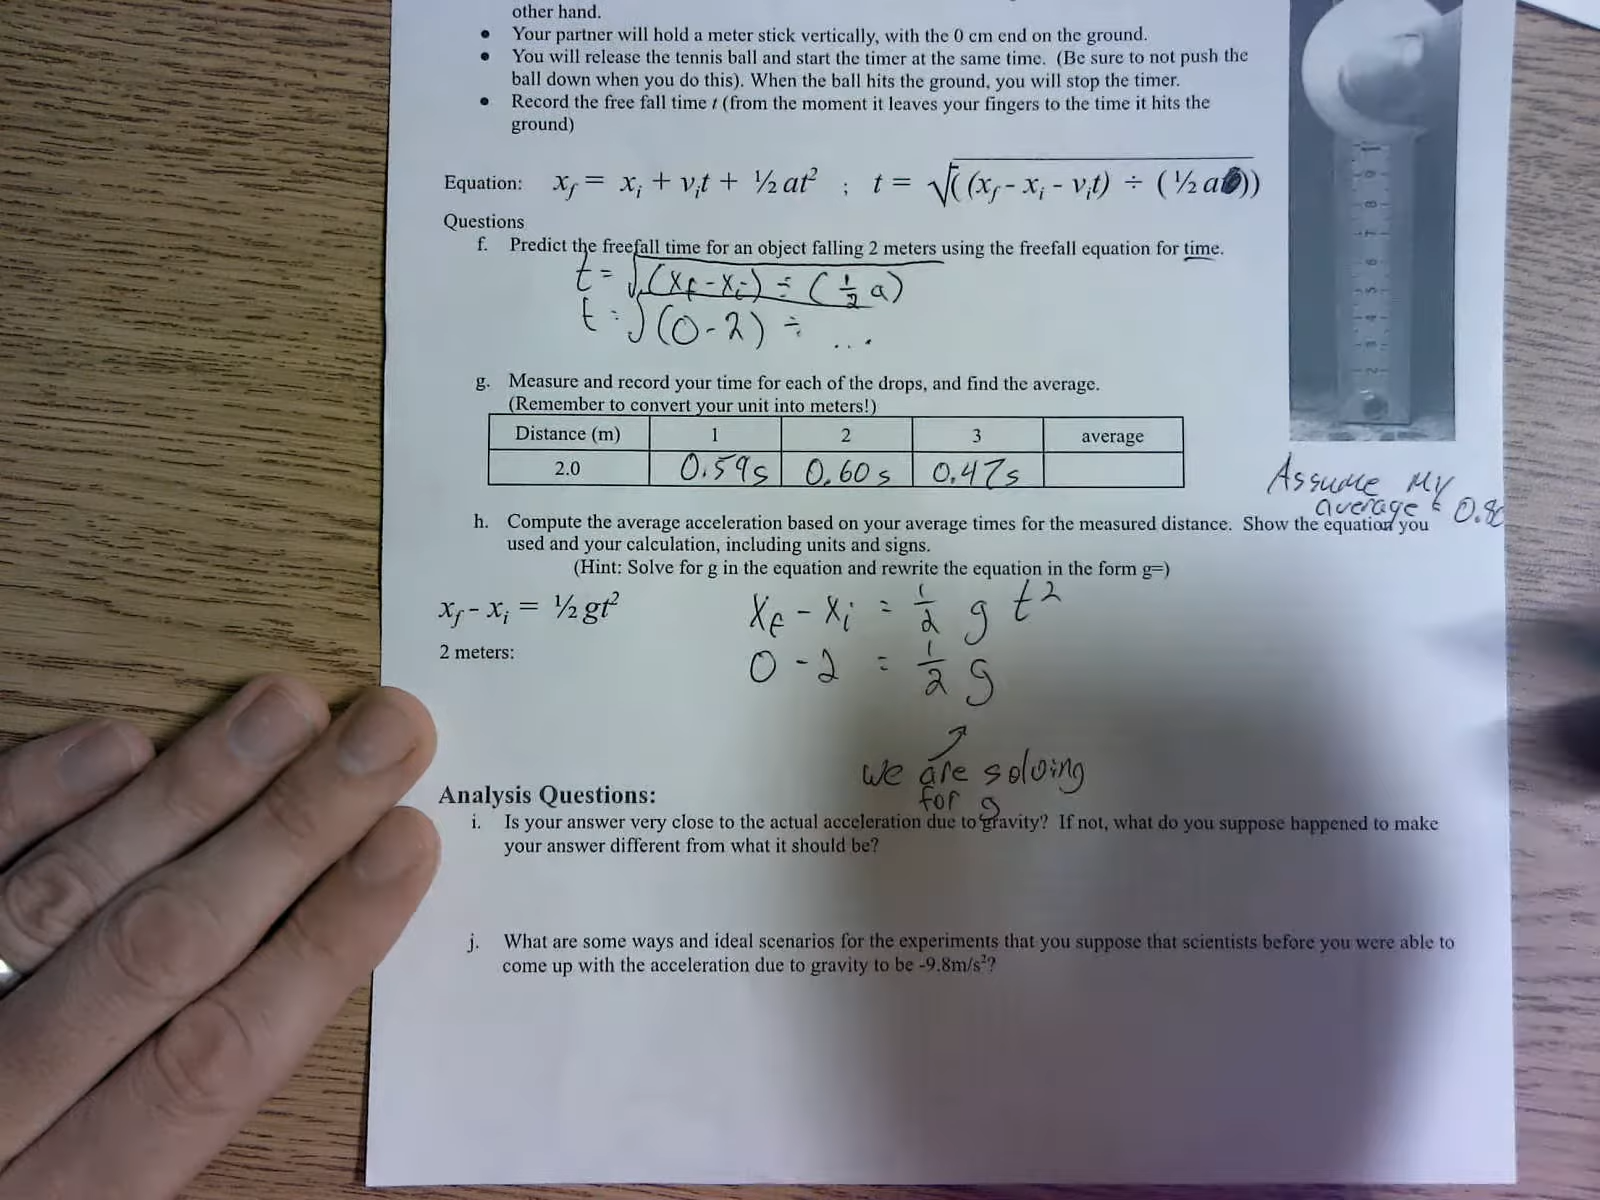 other hand.
• Your partner will hold a meter stick vertically, with the 0 cm end on the ground.
• You will release the tennis ball and start the timer at the same time. (Be sure to not push the
ball down when you do this). When the ball hits the ground, you will stop the timer.
• Record the free fall time t (from the moment it leaves your fingers to the time it hits the
ground)
Equation: xf = xi + vit + ½ at² ; t = √( (xf - xi - vit) ÷ ( ½ a))
Questions
f. Predict the freefall time for an object falling 2 meters using the freefall equation for time.
t = √(xf - xi) ÷ (1/2 a)
t = √(0 - 2) ÷ ...
g. Measure and record your time for each of the drops, and find the average.
(Remember to convert your unit into meters!)
Distance (m) 1 2 3 average
2.0 0.59s 0.60s 0.47s
Assume my
average = 
h. Compute the average acceleration based on your average times for the measured distance. Show the equation you
used and your calculation, including units and signs.
(Hint: Solve for g in the equation and rewrite the equation in the form g=)
xf - xi = ½ gt²
xf - xi = 1/2 g t²
2 meters:
0 - 2 = 1/2 g
we are solving
for g
Analysis Questions:
i. Is your answer very close to the actual acceleration due to gravity? If not, what do you suppose happened to make
your answer different from what it should be?
j. What are some ways and ideal scenarios for the experiments that you suppose that scientists before you were able to
come up with the acceleration due to gravity to be -9.8m/s²?